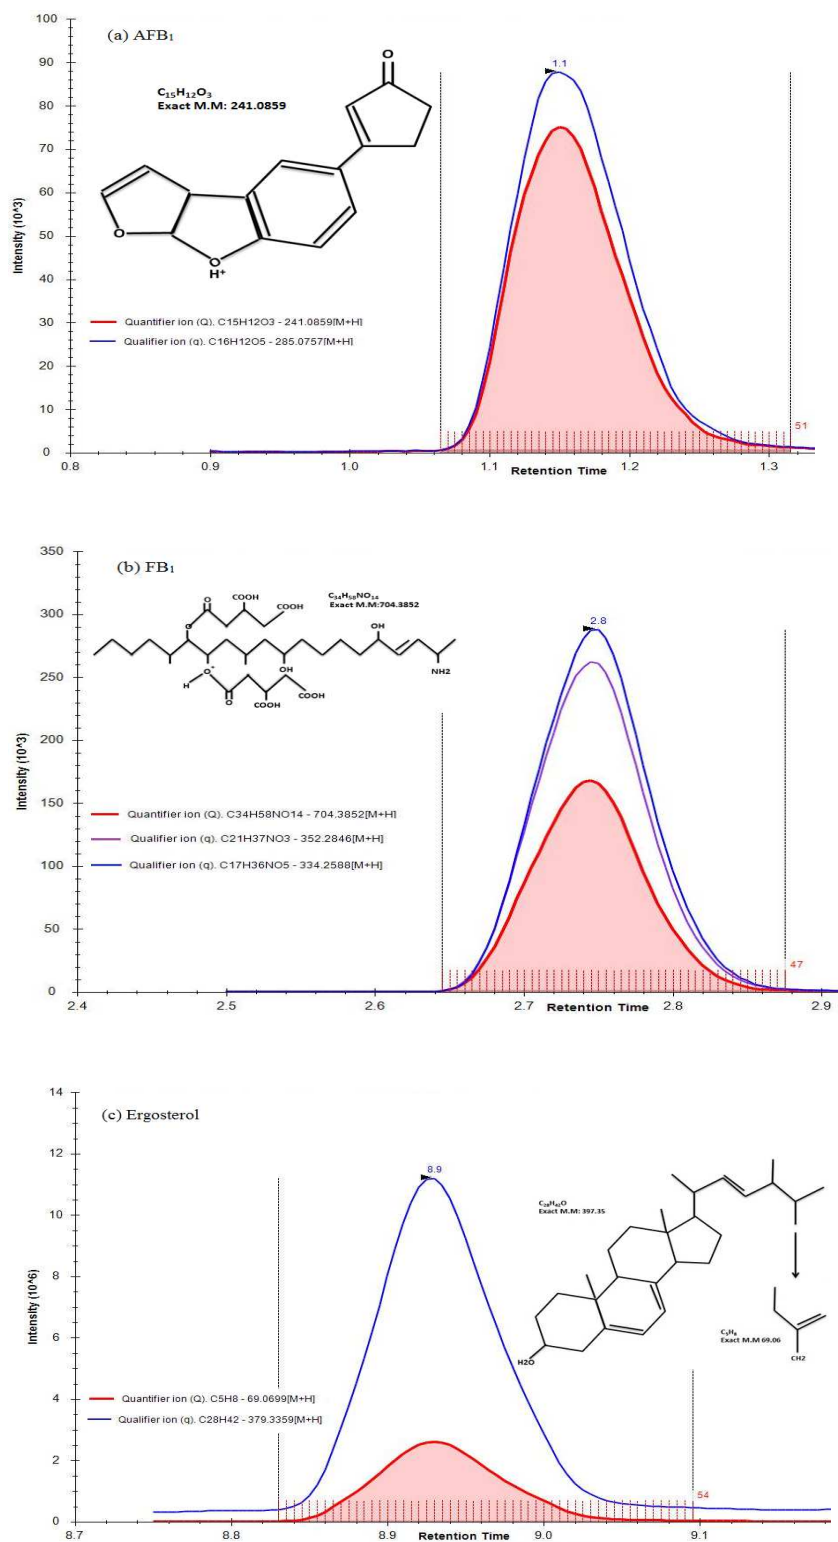 (a) AFB₁
C₁₅H₁₂O₃
Exact M.M: 241.0859
O
O
O
H⁺
1.1
Quantifier ion (Q). C15H12O3 - 241.0859[M+H]
Qualifier ion (q). C16H12O5 - 285.0757[M+H]
51
Intensity (10^3)
100
90
80
70
60
50
40
30
20
10
0
0.8
0.9
1.0
1.1
1.2
1.3
Retention Time
(b) FB₁
C₃₄H₅₈NO₁₄
Exact M.M:704.3852
O
COOH
COOH
O
OH
OH
NH2
H
O⁺
O
COOH
COOH
2.8
Quantifier ion (Q). C34H58NO14 - 704.3852[M+H]
Qualifier ion (q). C21H37NO3 - 352.2846[M+H]
Qualifier ion (q). C17H36NO5 - 334.2588[M+H]
47
Intensity (10^3)
350
300
250
200
150
100
50
0
2.4
2.5
2.6
2.7
2.8
2.9
Retention Time
(c) Ergosterol
8.9
C₂₈H₄₂O
Exact M.M: 397.35
H2O
C₅H₈
Exact M.M 69.06
CH2
Quantifier ion (Q). C5H8 - 69.0699[M+H]
Qualifier ion (q). C28H42 - 379.3359[M+H]
54
Intensity (10^6)
14
12
10
8
6
4
2
0
8.7
8.8
8.9
9.0
9.1
Retention Time